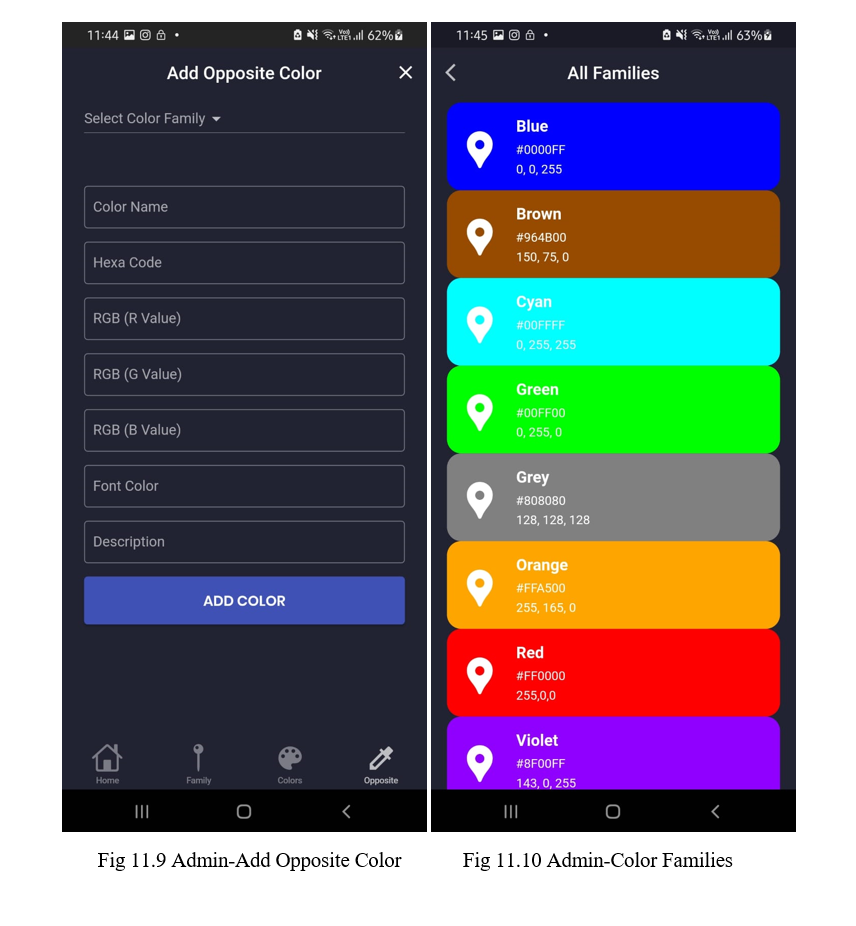 11:44
62%
Add Opposite Color
Select Color Family
Color Name
Hexa Code
RGB (R Value)
RGB (G Value)
RGB (B Value)
Font Color
Description
ADD COLOR
Home
Family
Colors
Opposite
Fig 11.9 Admin-Add Opposite Color
11:45
63%
All Families
Blue
#0000FF
0, 0, 255
Brown
#964B00
150, 75, 0
Cyan
#00FFFF
0, 255, 255
Green
#00FF00
0, 255, 0
Grey
#808080
128, 128, 128
Orange
#FFA500
255, 165, 0
Red
#FF0000
255,0,0
Violet
#8F00FF
143, 0, 255
Fig 11.10 Admin-Color Families